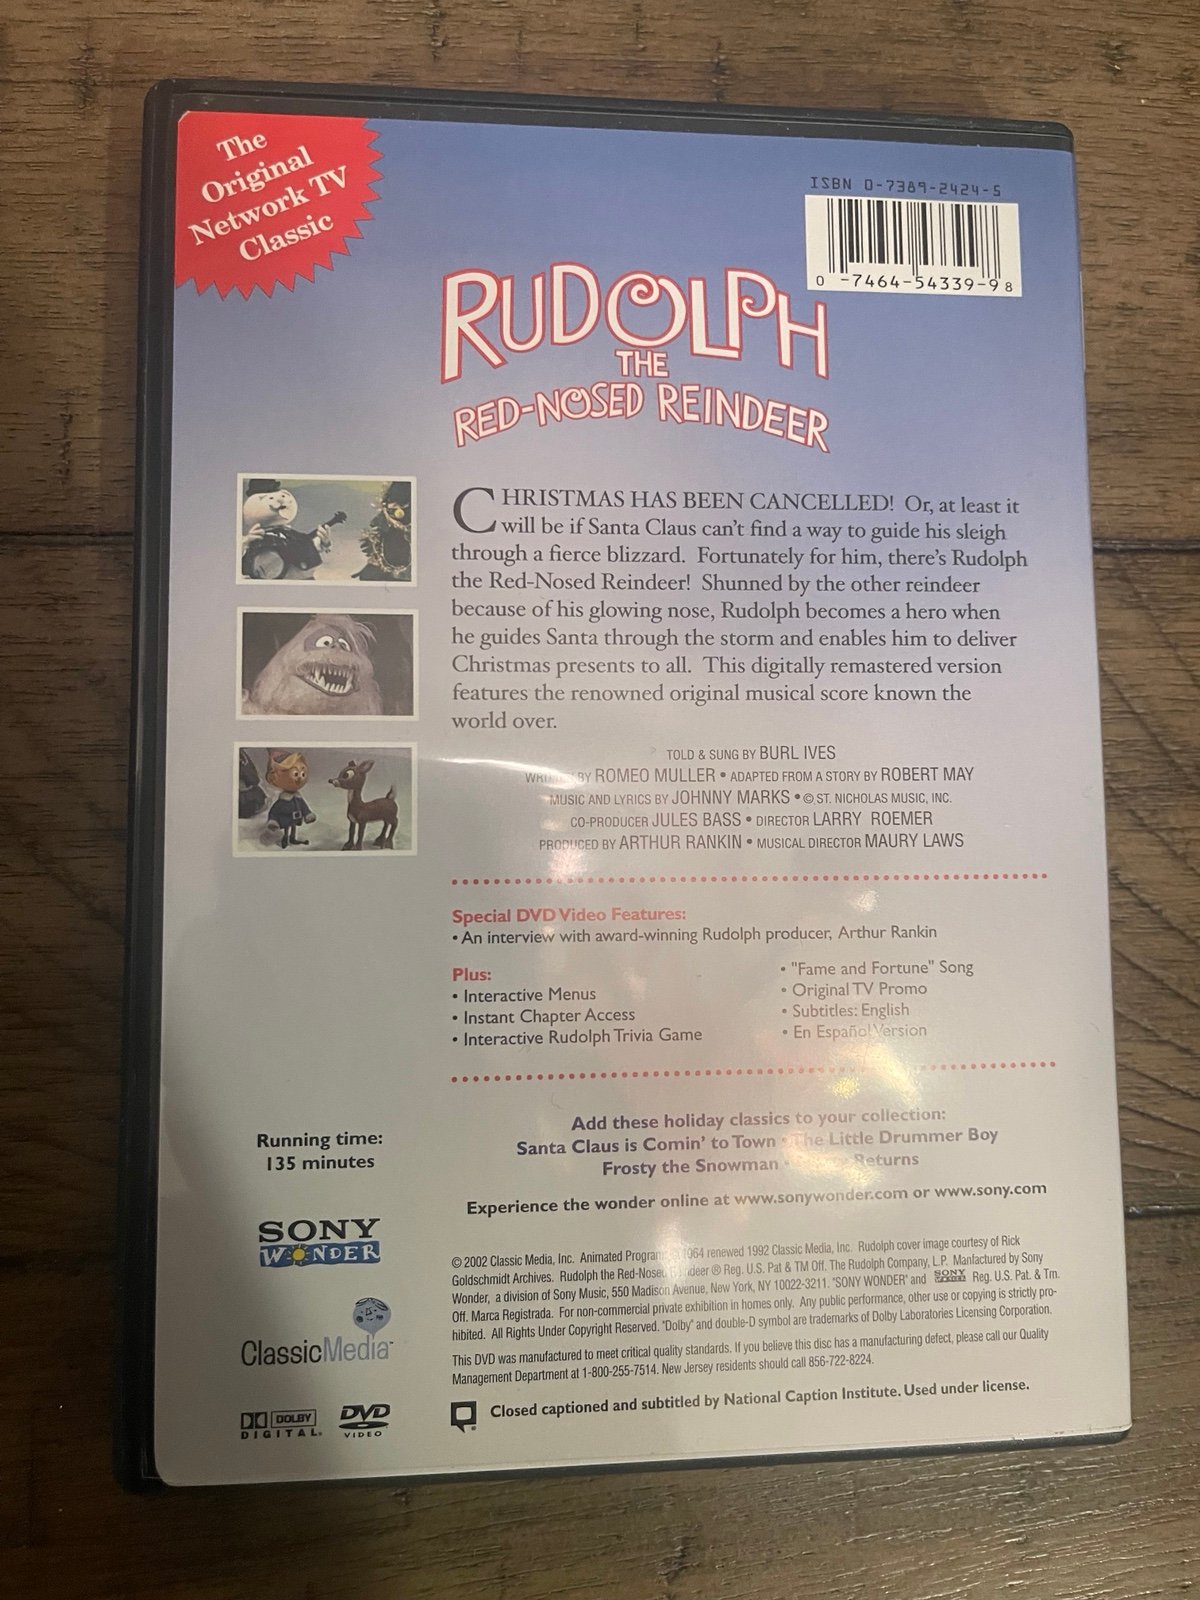 The
Original
Network TV
Classic
ISBN 0-7389-2424-5
0 -7464-54339-9 8
RUDOLPH
THE
RED-NOSED REINDEER
CHRISTMAS HAS BEEN CANCELLED! Or, at least it
will be if Santa Claus can't find a way to guide his sleigh
through a fierce blizzard. Fortunately for him, there's Rudolph
the Red-Nosed Reindeer! Shunned by the other reindeer
because of his glowing nose, Rudolph becomes a hero when
he guides Santa through the storm and enables him to deliver
Christmas presents to all. This digitally remastered version
features the renowned original musical score known the
world over.
TOLD & SUNG BY BURL IVES
BY ROMEO MULLER • ADAPTED FROM A STORY BY ROBERT MAY
MUSIC AND LYRICS BY JOHNNY MARKS • © ST. NICHOLAS MUSIC, INC.
CO-PRODUCER JULES BASS • DIRECTOR LARRY ROEMER
PRODUCED BY ARTHUR RANKIN • MUSICAL DIRECTOR MAURY LAWS
Special DVD Video Features:
• An interview with award-winning Rudolph producer, Arthur Rankin
Plus:
• Interactive Menus
• Instant Chapter Access
• Interactive Rudolph Trivia Game
• "Fame and Fortune" Song
• Original TV Promo
• Subtitles: English
• En Español Version
Add these holiday classics to your collection:
Santa Claus is Comin' to Town • The Little Drummer Boy
Frosty the Snowman • Returns
Experience the wonder online at www.sonywonder.com or www.sony.com
Running time:
135 minutes
SONY
WONDER
ClassicMedia™
DOLBY
DIGITAL
DVD
VIDEO
© 2002 Classic Media, Inc. Animated Program 1964 renewed 1992 Classic Media, Inc. Rudolph cover image courtesy of Rick
Goldschmidt Archives. Rudolph the Red-Nosed Reindeer ® Reg. U.S. Pat & TM Off. The Rudolph Company, L.P. Manfactured by Sony
Wonder, a division of Sony Music, 550 Madison Avenue, New York, NY 10022-3211. "SONY WONDER" and SONY WONDER Reg. U.S. Pat. & Tm.
Off. Marca Registrada. For non-commercial private exhibition in homes only. Any public performance, other use or copying is strictly pro-
hibited. All Rights Under Copyright Reserved. "Dolby" and double-D symbol are trademarks of Dolby Laboratories Licensing Corporation.
This DVD was manufactured to meet critical quality standards. If you believe this disc has a manufacturing defect, please call our Quality
Management Department at 1-800-255-7514. New Jersey residents should call 856-722-8224.
Closed captioned and subtitled by National Caption Institute. Used under license.